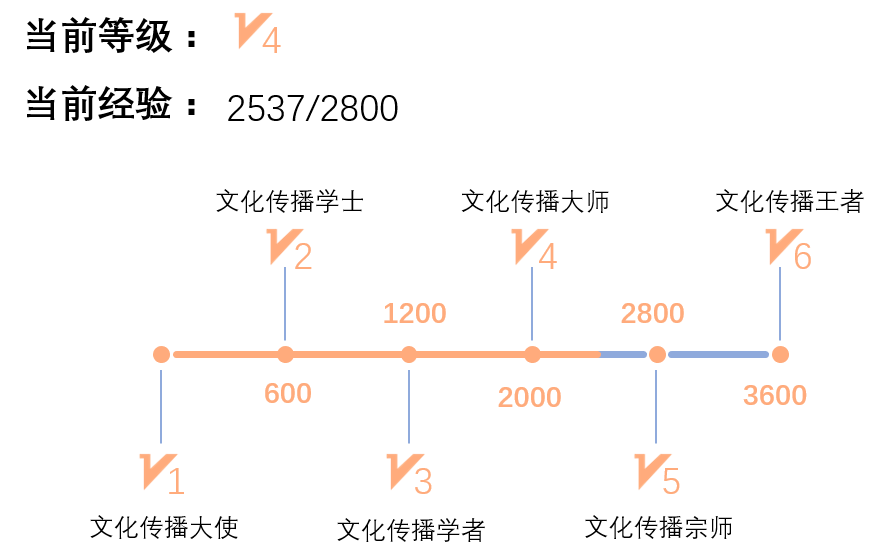 当前等级： V4
当前经验： 2537/2800
文化传播学士 文化传播大师 文化传播王者
V2 V4 V6
1200 2800
600 2000 3600
V1 V3 V5
文化传播大使 文化传播学者 文化传播宗师